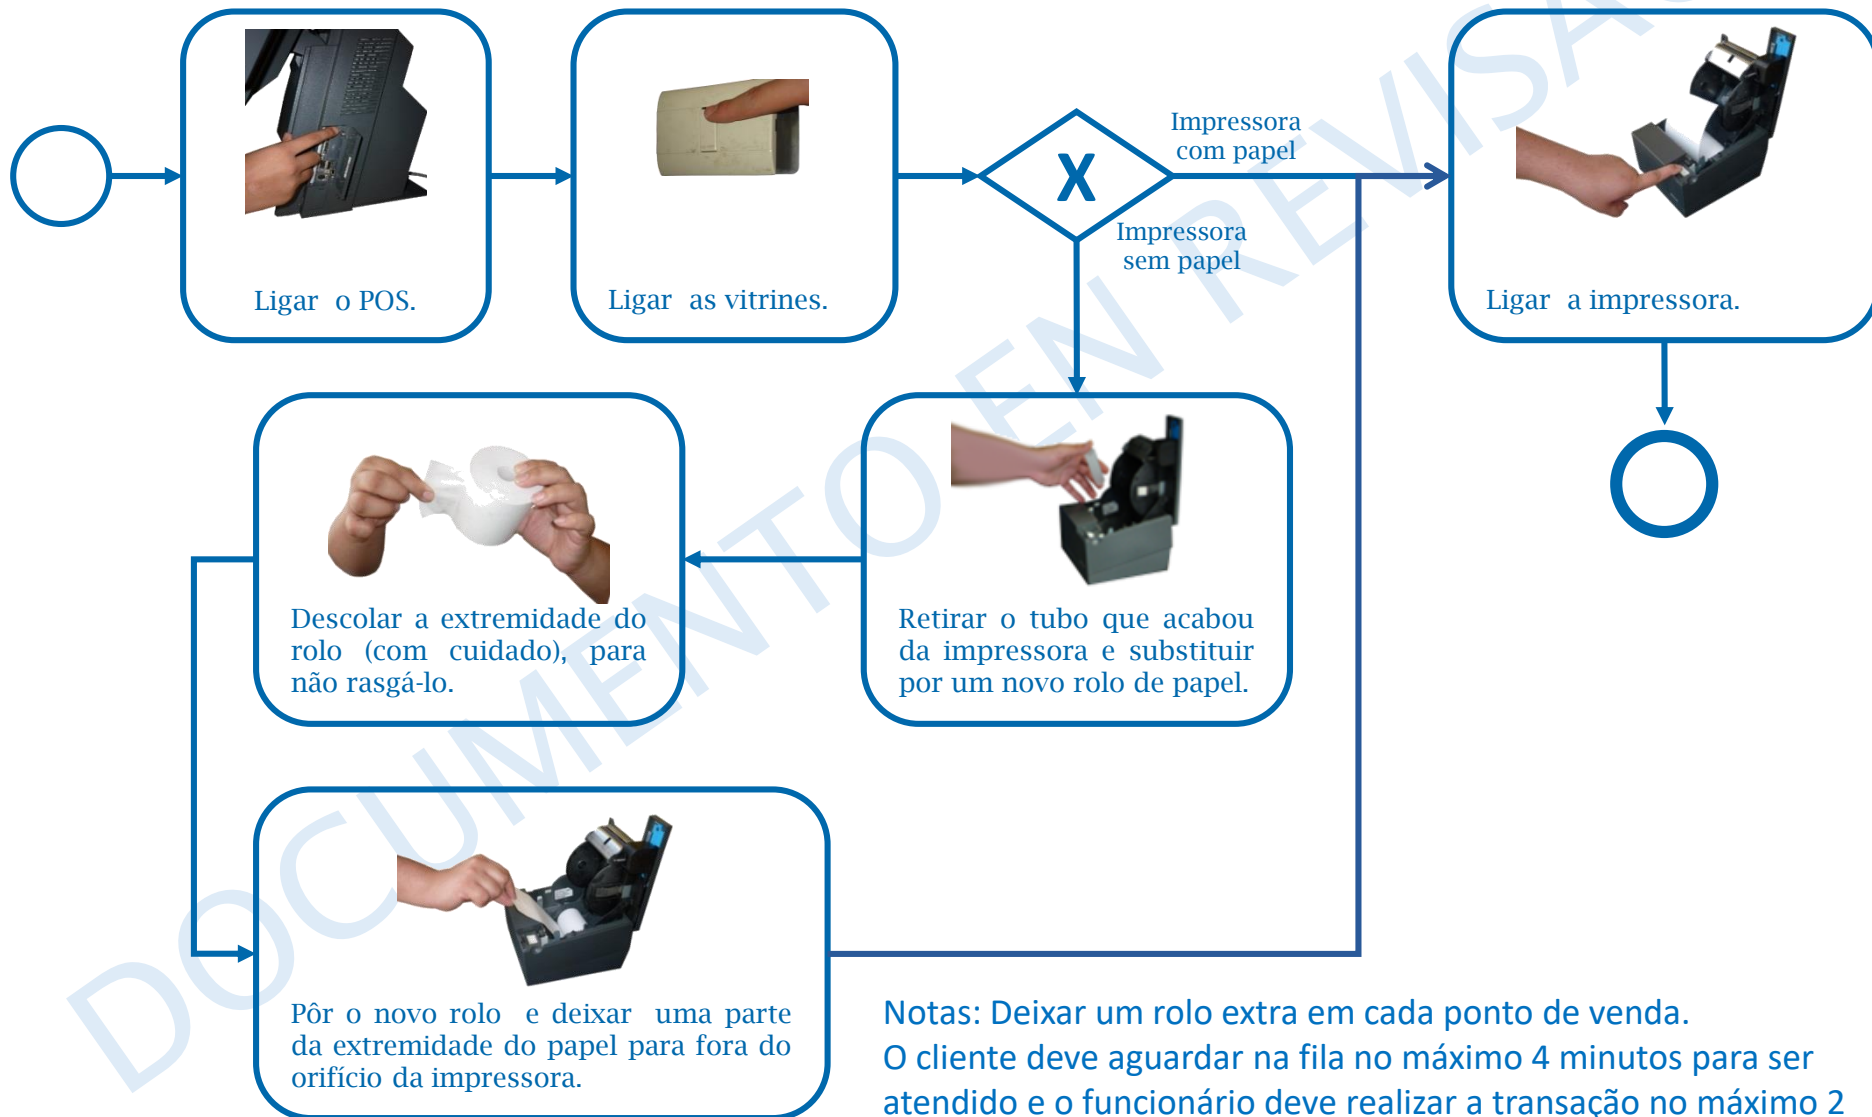 Ligar o POS.
Ligar as vitrines.
X
Impressora
com papel
Impressora
sem papel
Ligar a impressora.
Descolar a extremidade do
rolo (com cuidado), para
não rasgá-lo.
Retirar o tubo que acabou
da impressora e substituir
por um novo rolo de papel.
Pôr o novo rolo e deixar uma parte
da extremidade do papel para fora do
orifício da impressora.
Notas: Deixar um rolo extra em cada ponto de venda.
O cliente deve aguardar na fila no máximo 4 minutos para ser
atendido e o funcionário deve realizar a transação no máximo 2
DOCUMENTO EN REVISA